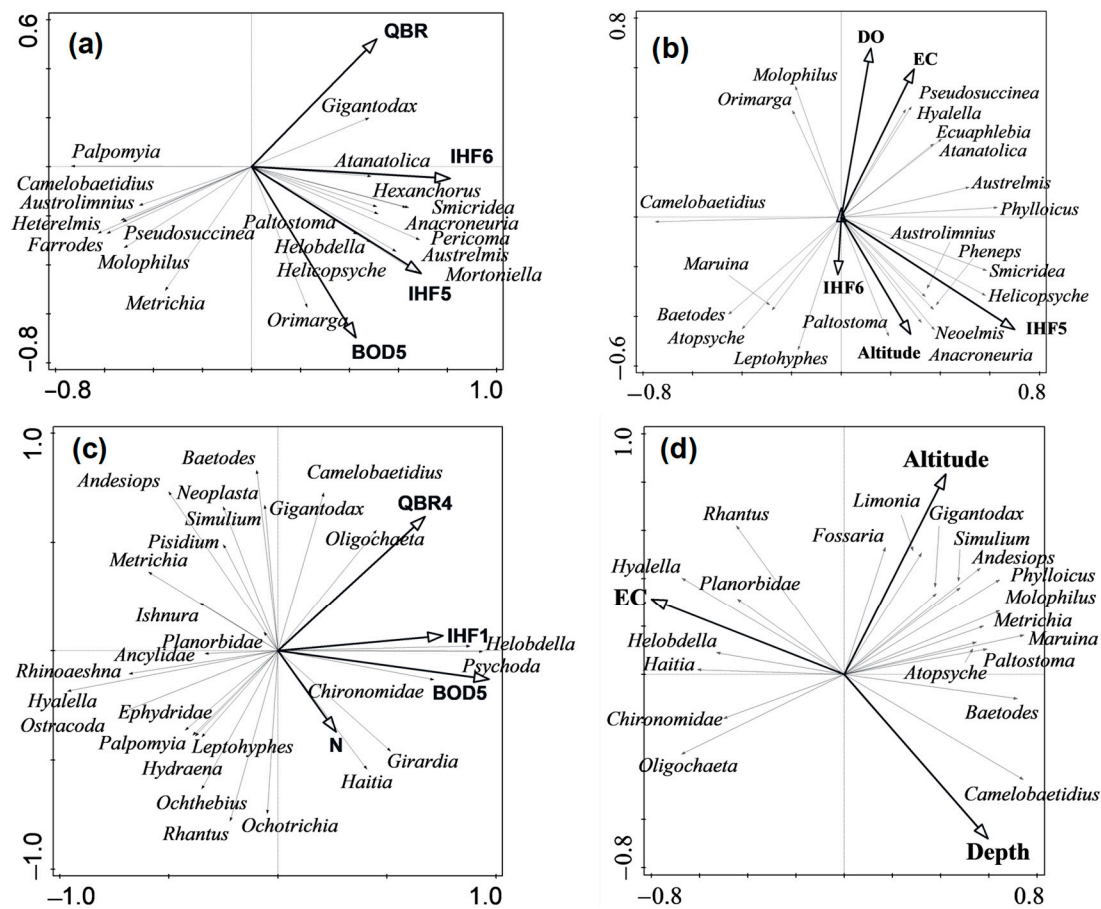 (a)
0.6
QBR
Gigantodax
Palpomyia
Atanatolica
IHF6
Camelobaetidius
Hexanchorus
Austrolimnius
Smicridea
Heterelmis
Paltostoma
Anacroneuria
Farrodes
Pseudosuccinea
Helobdella
Pericoma
Molophilus
Helicopsyche
Austrelmis
Mortoniella
IHF5
Metrichia
Orimarga
BOD5
−0.8
−0.8
1.0
(b)
0.8
DO
EC
Molophilus
Orimarga
Pseudosuccinea
Hyalella
Ecuaphlebia
Atanatolica
Austrelmis
Camelobaetidius
Phylloicus
Austrolimnius
Pheneps
Maruina
Smicridea
IHF6
Helicopsyche
Baetodes
Paltostoma
IHF5
Atopsyche
Neoelmis
Leptohyphes
Altitude
Anacroneuria
−0.6
−0.8
0.8
(c)
1.0
Baetodes
Andesiops
Camelobaetidius
Neoplasta
QBR4
Gigantodax
Simulium
Oligochaeta
Pisidium
Metrichia
Ishnura
Planorbidae
IHF1
Helobdella
Ancylidae
Psychoda
Rhinoaeshna
Chironomidae
BOD5
Hyalella
Ostracoda
Ephydridae
Palpomyia
Leptohyphes
N
Girardia
Hydraena
Haitia
Ochthebius
Rhantus
Ochotrichia
−1.0
−1.0
1.0
(d)
1.0
Altitude
Limonia
Rhantus
Gigantodax
Fossaria
Simulium
Andesiops
Hyalella
Phylloicus
Planorbidae
EC
Molophilus
Metrichia
Helobdella
Maruina
Haitia
Paltostoma
Atopsyche
Chironomidae
Baetodes
Oligochaeta
Camelobaetidius
Depth
−0.8
−0.8
0.8